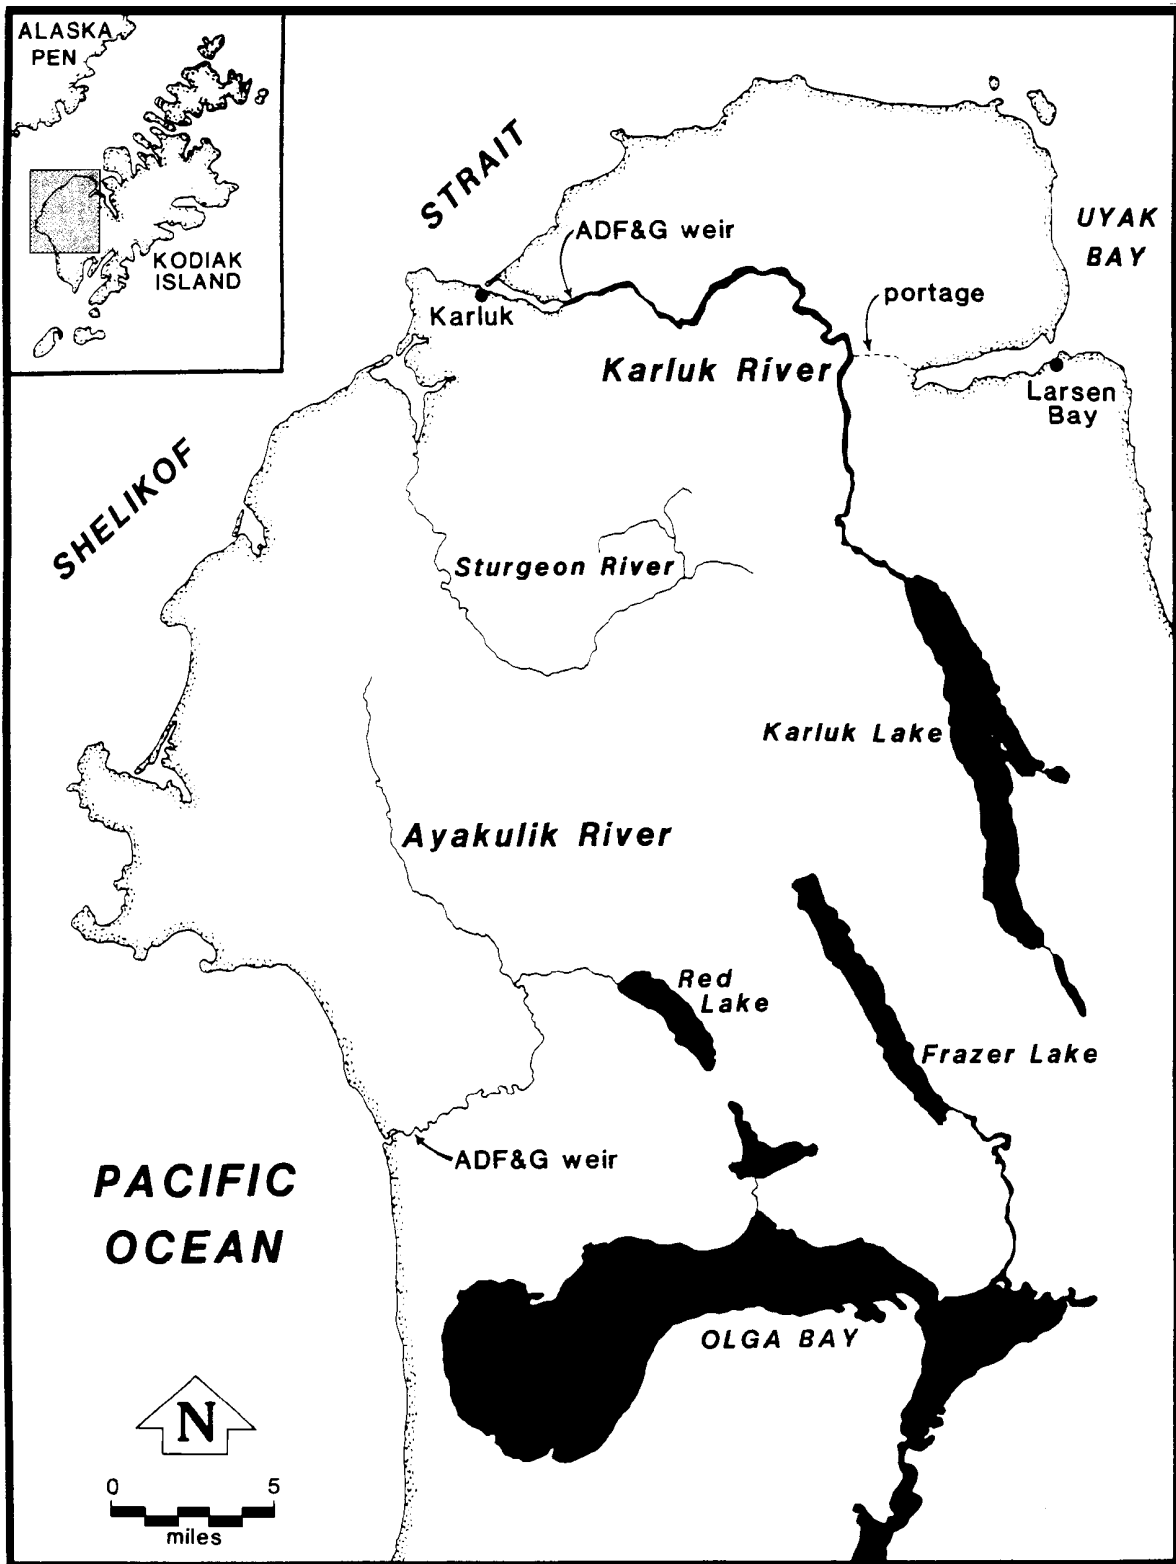 ALASKA
PEN
KODIAK
ISLAND
STRAIT
ADF&G weir
UYAK
BAY
portage
Karluk
Karluk River
Larsen
Bay
SHELIKOF
Sturgeon River
Karluk Lake
Ayakulik River
Red
Lake
Frazer Lake
ADF&G weir
PACIFIC
OCEAN
OLGA BAY
N
0 5
miles